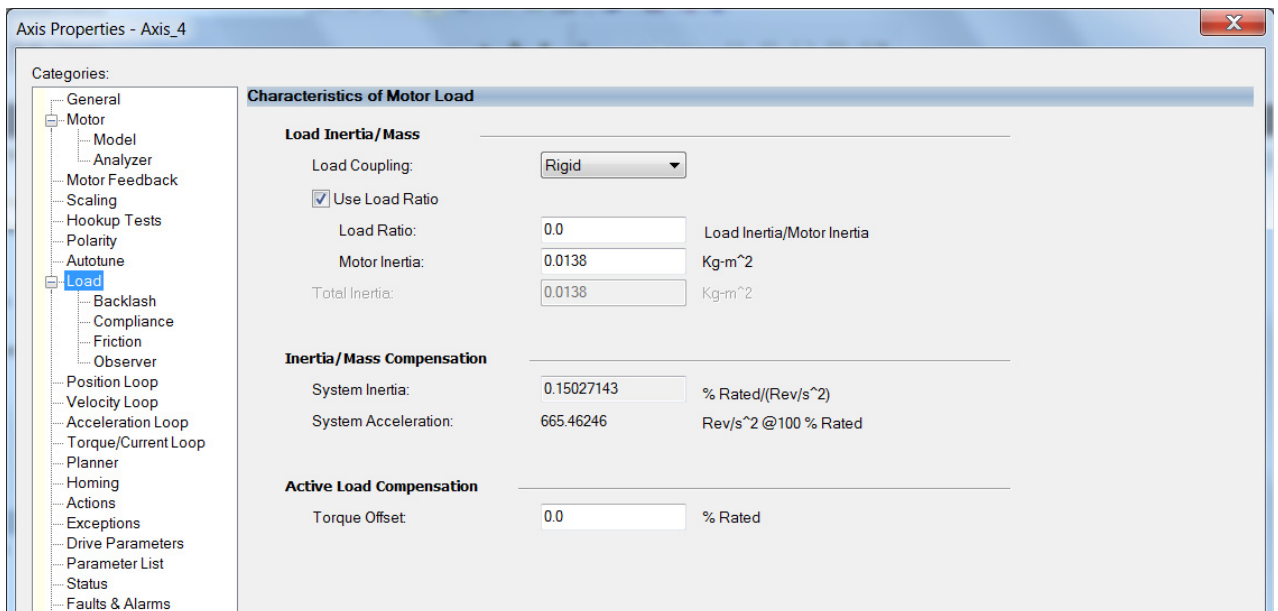 Axis Properties - Axis_4
X
Categories:
General
Motor
Model
Analyzer
Motor Feedback
Scaling
Hookup Tests
Polarity
Autotune
Load
Backlash
Compliance
Friction
Observer
Position Loop
Velocity Loop
Acceleration Loop
Torque/Current Loop
Planner
Homing
Actions
Exceptions
Drive Parameters
Parameter List
Status
Faults & Alarms
Characteristics of Motor Load
Load Inertia/Mass
Load Coupling: Rigid
Use Load Ratio
Load Ratio: 0.0 Load Inertia/Motor Inertia
Motor Inertia: 0.0138 Kg-m^2
Total Inertia: 0.0138 Kg-m^2
Inertia/Mass Compensation
System Inertia: 0.15027143 % Rated/(Rev/s^2)
System Acceleration: 665.46246 Rev/s^2 @100 % Rated
Active Load Compensation
Torque Offset: 0.0 % Rated